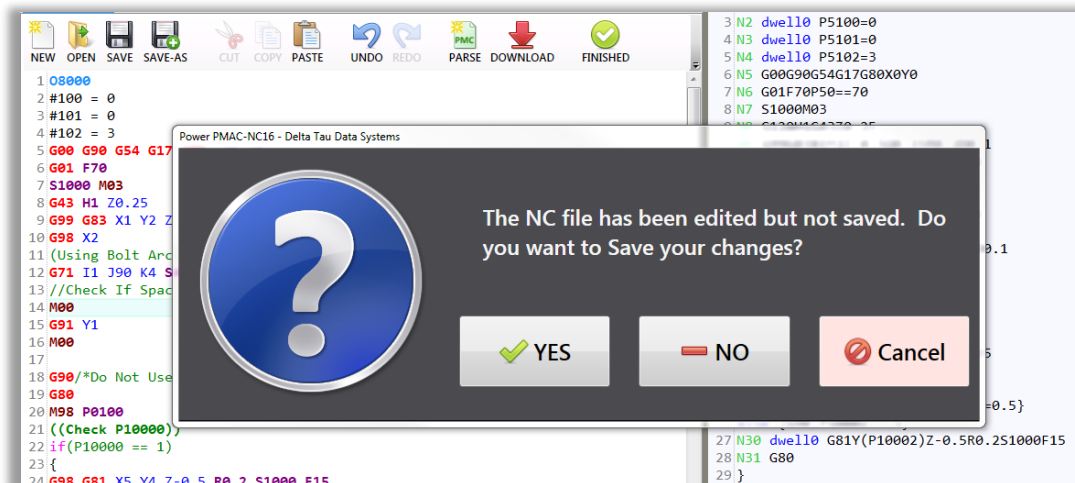 NEW OPEN SAVE SAVE-AS CUT COPY PASTE UNDO REDO PMC PARSE DOWNLOAD FINISHED
1 O8000
2 #100 = 0
3 #101 = 0
4 #102 = 3
5 G00 G90 G54 G17
6 G01 F70
7 S1000 M03
8 G43 H1 Z0.25
9 G99 G83 X1 Y2 Z
10 G98 X2
11 (Using Bolt Arc
12 G71 I1 J90 K4 S
13 //Check If Spac
14 M00
15 G91 Y1
16 M00
17
18 G90/*Do Not Use
19 G80
20 M98 P0100
21 ((Check P10000))
22 if(P10000 == 1)
23 {
24 G98 G81 X5 Y4 Z-0.5 R0.2 S1000 F15
Power PMAC-NC16 - Delta Tau Data Systems
The NC file has been edited but not saved. Do
you want to Save your changes?
YES NO Cancel
3 N2 dwell0 P5100=0
4 N3 dwell0 P5101=0
5 N4 dwell0 P5102=3
6 N5 G00G90G54G17G80X0Y0
7 N6 G01F70P50==70
8 N7 S1000M03
0.1
=0.5}
27 N30 dwell0 G81Y(P10002)Z-0.5R0.2S1000F15
28 N31 G80
29 }